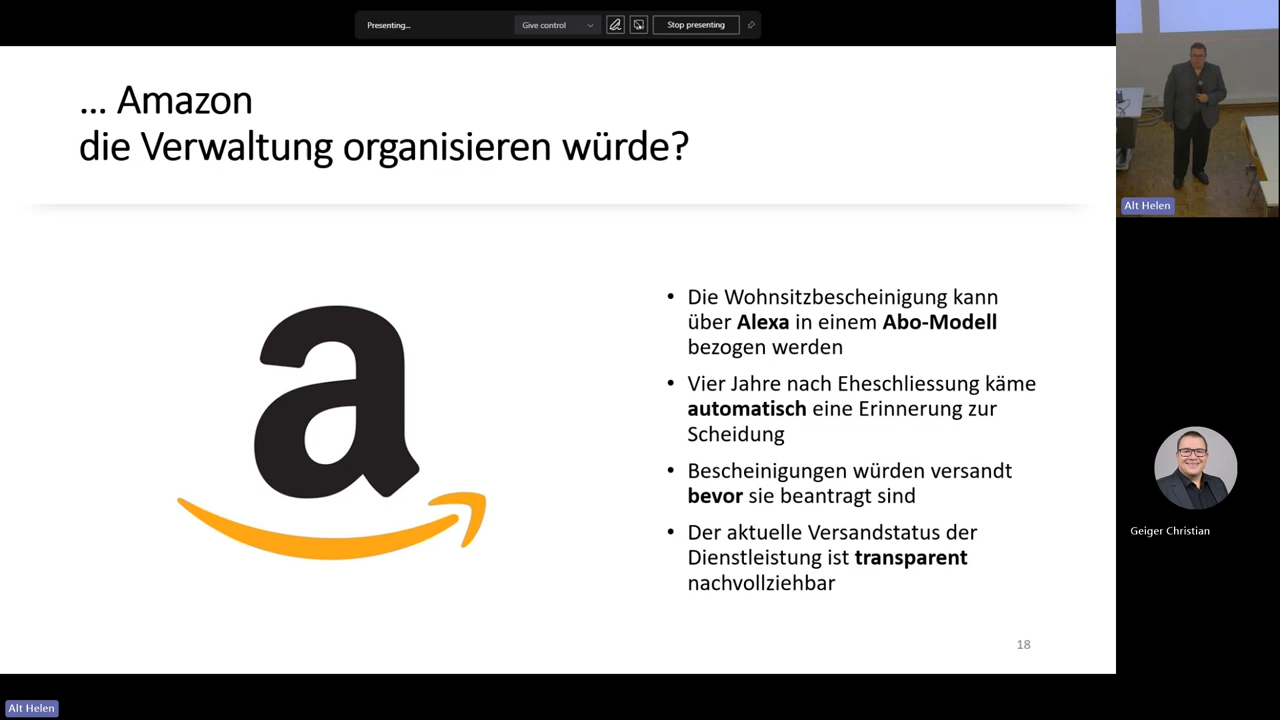 Presenting...
Give control
Stop presenting
... Amazon
die Verwaltung organisieren würde?
Alt Helen
• Die Wohnsitzbescheinigung kann
über Alexa in einem Abo-Modell
bezogen werden
• Vier Jahre nach Eheschliessung käme
automatisch eine Erinnerung zur
Scheidung
• Bescheinigungen würden versandt
bevor sie beantragt sind
• Der aktuelle Versandstatus der
Dienstleistung ist transparent
nachvollziehbar
18
Geiger Christian
Alt Helen